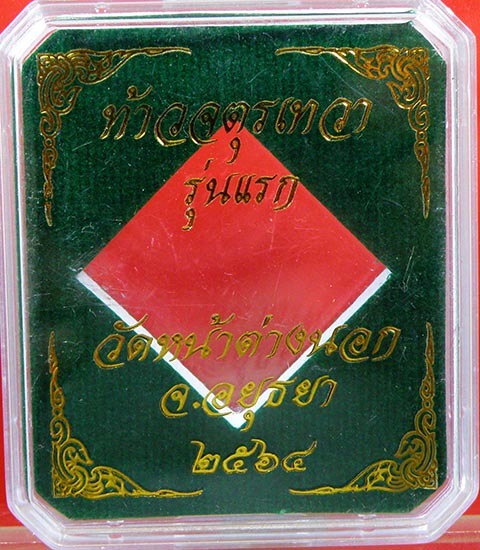 ท้าวจตุรเทวา
รุ่นแรก
วัดหน้าต่างนอก
จ.อยุธยา
๒๕๖๔